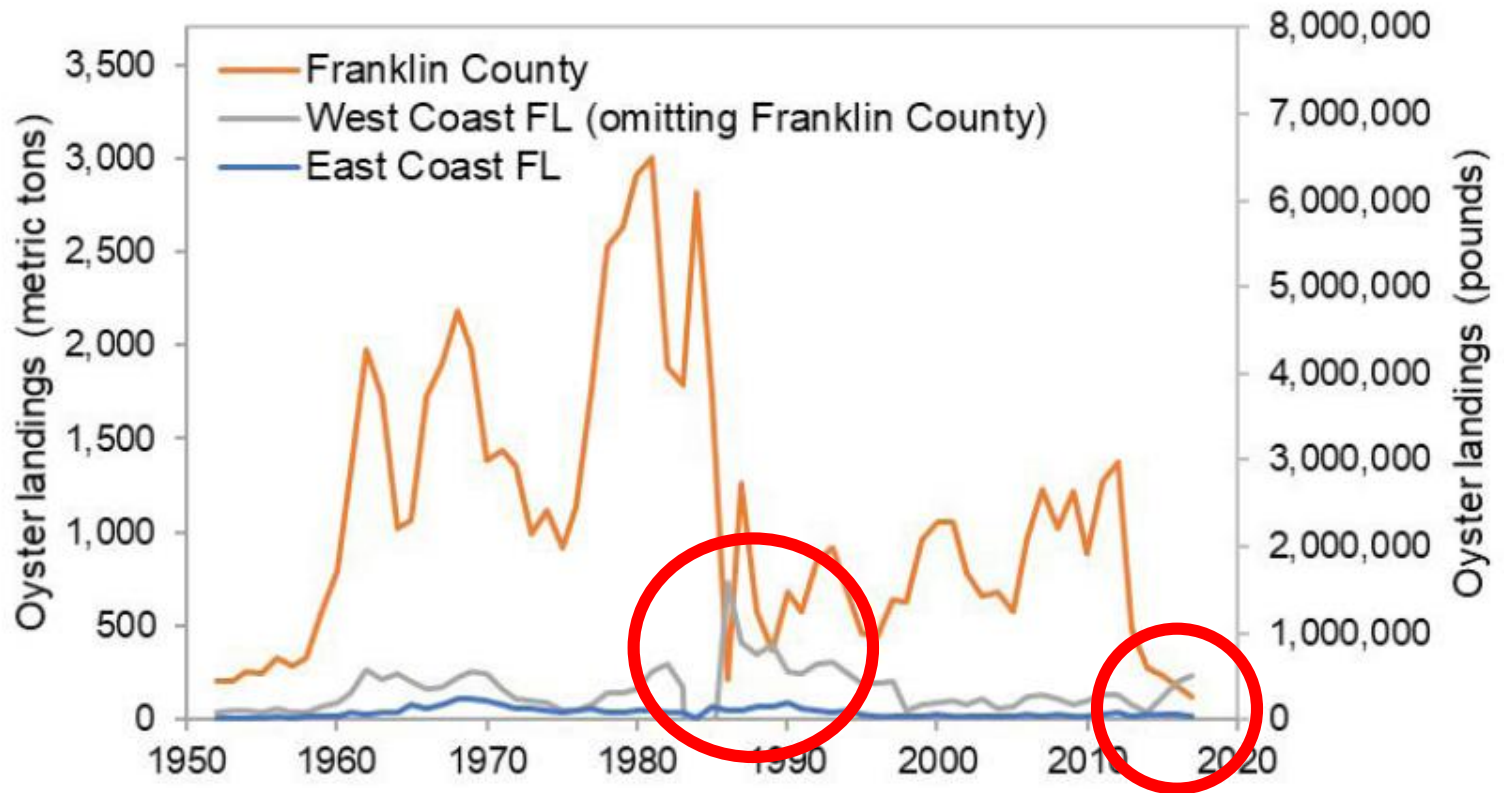 Oyster landings (metric tons)
3,500
3,000
2,500
2,000
1,500
1,000
500
0
Franklin County
West Coast FL (omitting Franklin County)
East Coast FL
8,000,000
7,000,000
6,000,000
5,000,000
4,000,000
3,000,000
2,000,000
1,000,000
0
Oyster landings (pounds)
1950 1960 1970 1980 1990 2000 2010 2020